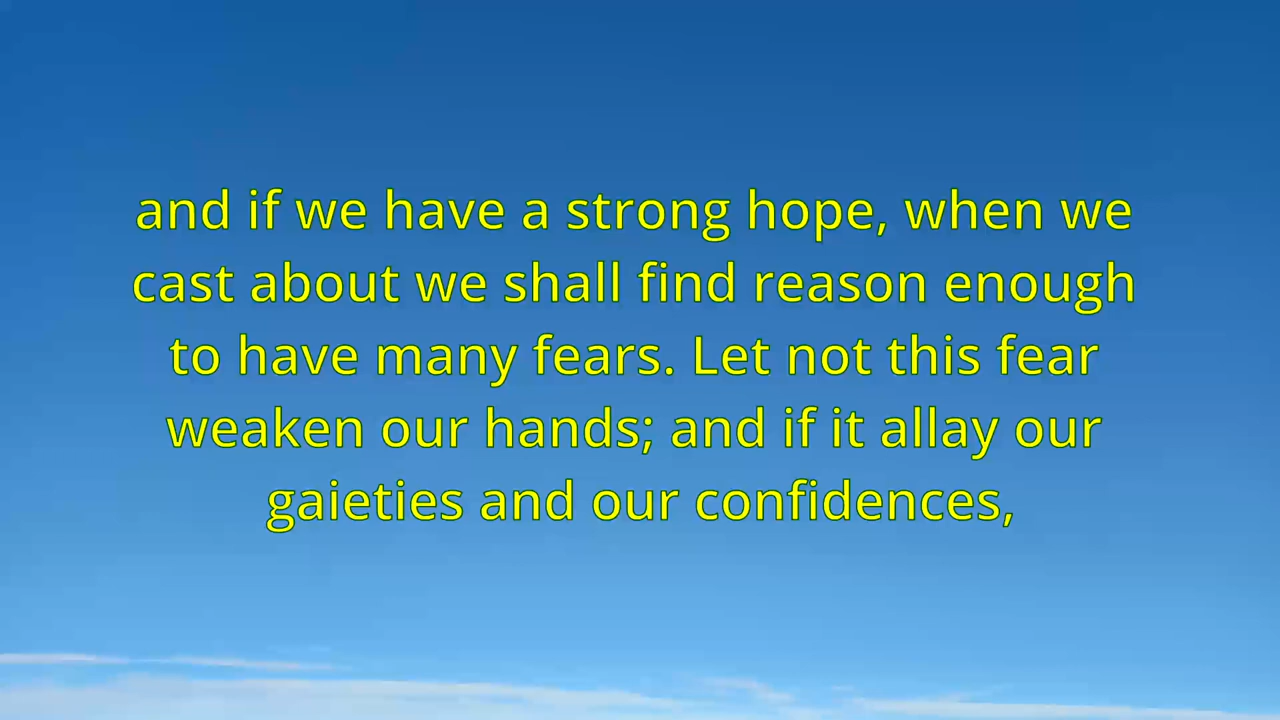 and if we have a strong hope, when we
cast about we shall find reason enough
to have many fears. Let not this fear
weaken our hands; and if it allay our
gaieties and our confidences,